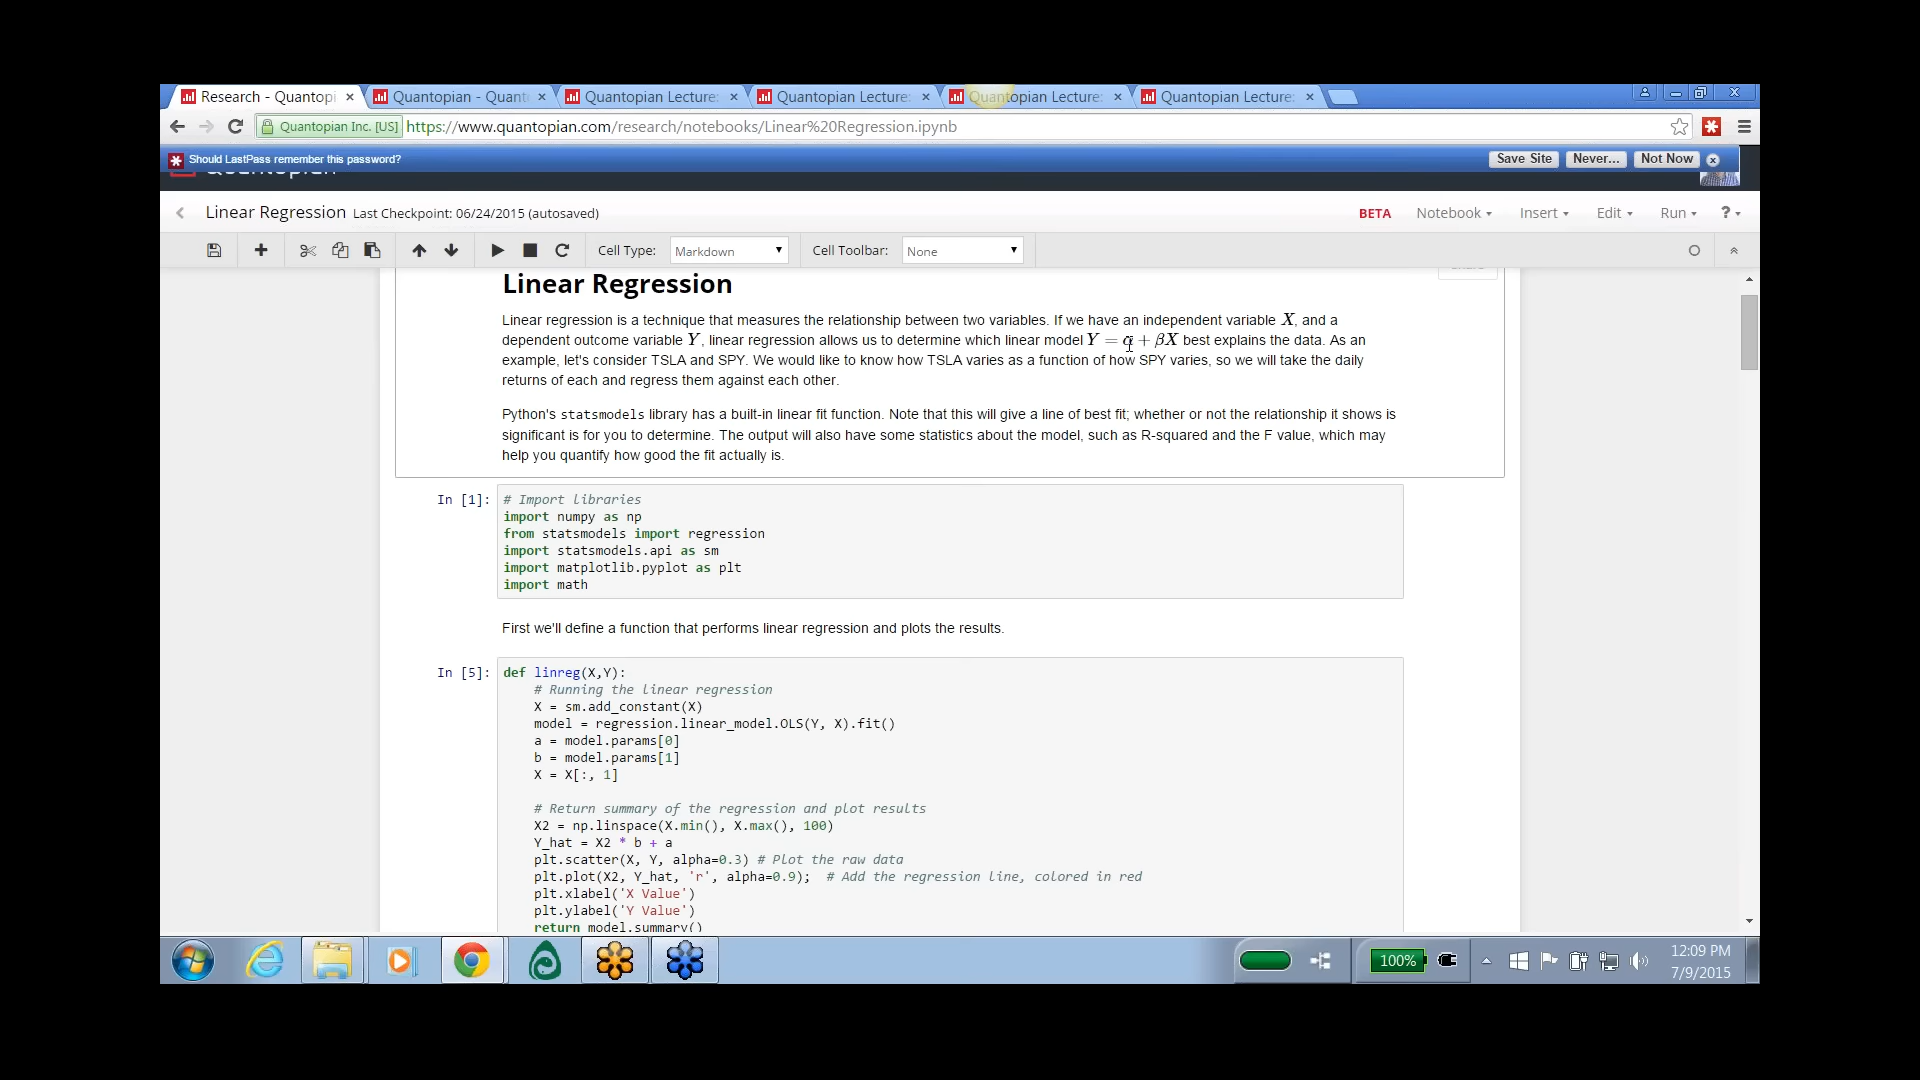 Research - Quantopi
Quantopian - Quant
Quantopian Lecture:
Quantopian Lecture:
Quantopian Lecture:
Quantopian Lecture:
Quantopian Inc. [US]
https://www.quantopian.com/research/notebooks/Linear%20Regression.ipynb
Should LastPass remember this password?
Save Site
Never...
Not Now
Linear Regression Last Checkpoint: 06/24/2015 (autosaved)
BETA
Notebook
Insert
Edit
Run
?
Cell Type:
Markdown
Cell Toolbar:
None
Linear Regression
Linear regression is a technique that measures the relationship between two variables. If we have an independent variable X, and a
dependent outcome variable Y, linear regression allows us to determine which linear model Y = α + βX best explains the data. As an
example, let's consider TSLA and SPY. We would like to know how TSLA varies as a function of how SPY varies, so we will take the daily
returns of each and regress them against each other.
Python's statsmodels library has a built-in linear fit function. Note that this will give a line of best fit; whether or not the relationship it shows is
significant is for you to determine. The output will also have some statistics about the model, such as R-squared and the F value, which may
help you quantify how good the fit actually is.
In [1]:
# Import libraries
import numpy as np
from statsmodels import regression
import statsmodels.api as sm
import matplotlib.pyplot as plt
import math
First we'll define a function that performs linear regression and plots the results.
In [5]:
def linreg(X,Y):
# Running the linear regression
X = sm.add_constant(X)
model = regression.linear_model.OLS(Y, X).fit()
a = model.params[0]
b = model.params[1]
X = X[:, 1]
# Return summary of the regression and plot results
X2 = np.linspace(X.min(), X.max(), 100)
Y_hat = X2 * b + a
plt.scatter(X, Y, alpha=0.3) # Plot the raw data
plt.plot(X2, Y_hat, 'r', alpha=0.9);  # Add the regression line, colored in red
plt.xlabel('X Value')
plt.ylabel('Y Value')
return model.summary()
100%
12:09 PM
7/9/2015